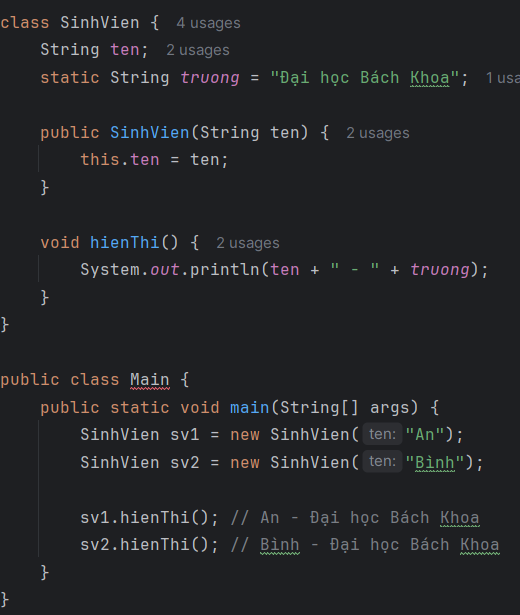 class SinhVien {  4 usages
    String ten;  2 usages
    static String truong = "Đại học Bách Khoa";  1 usa

    public SinhVien(String ten) {  2 usages
        this.ten = ten;
    }

    void hienThi() {  2 usages
        System.out.println(ten + " - " + truong);
    }
}

public class Main {
    public static void main(String[] args) {
        SinhVien sv1 = new SinhVien( ten: "An");
        SinhVien sv2 = new SinhVien( ten: "Bình");

        sv1.hienThi(); // An - Đại học Bách Khoa
        sv2.hienThi(); // Bình - Đại học Bách Khoa
    }
}